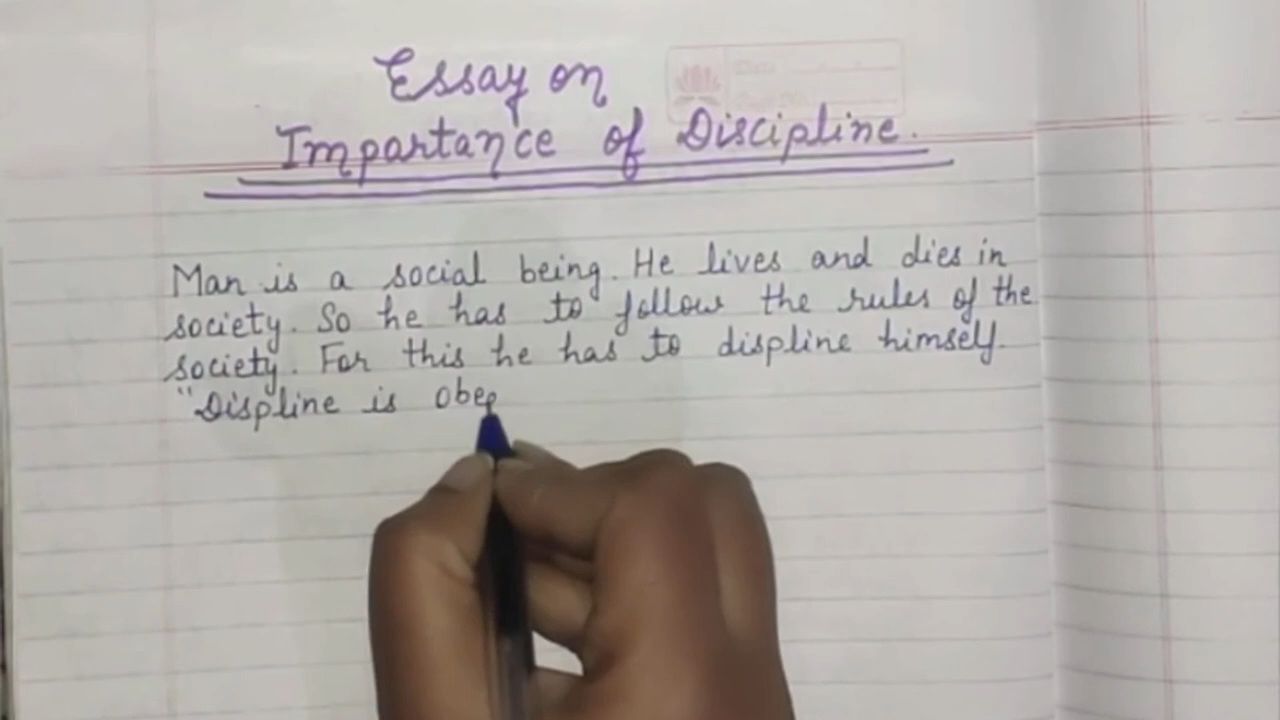 Essay on
Importance of Discipline.
Man is a social being. He lives and dies in
society. So he has to follow the rules of the
society. For this he has to displine himself.
"Displine is obe